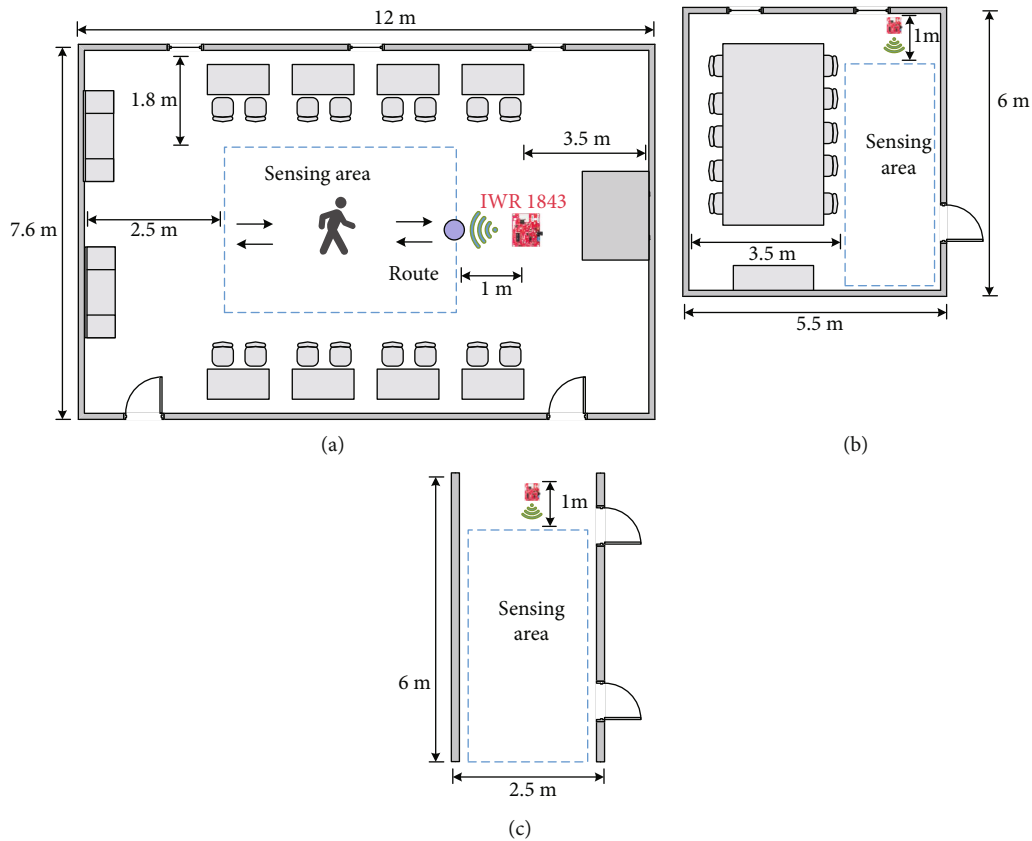 12 m
1.8 m
3.5 m
Sensing area
IWR 1843
7.6 m
2.5 m
Route
1 m
(a)
1m
6 m
Sensing
area
3.5 m
5.5 m
(b)
1m
Sensing
area
6 m
2.5 m
(c)